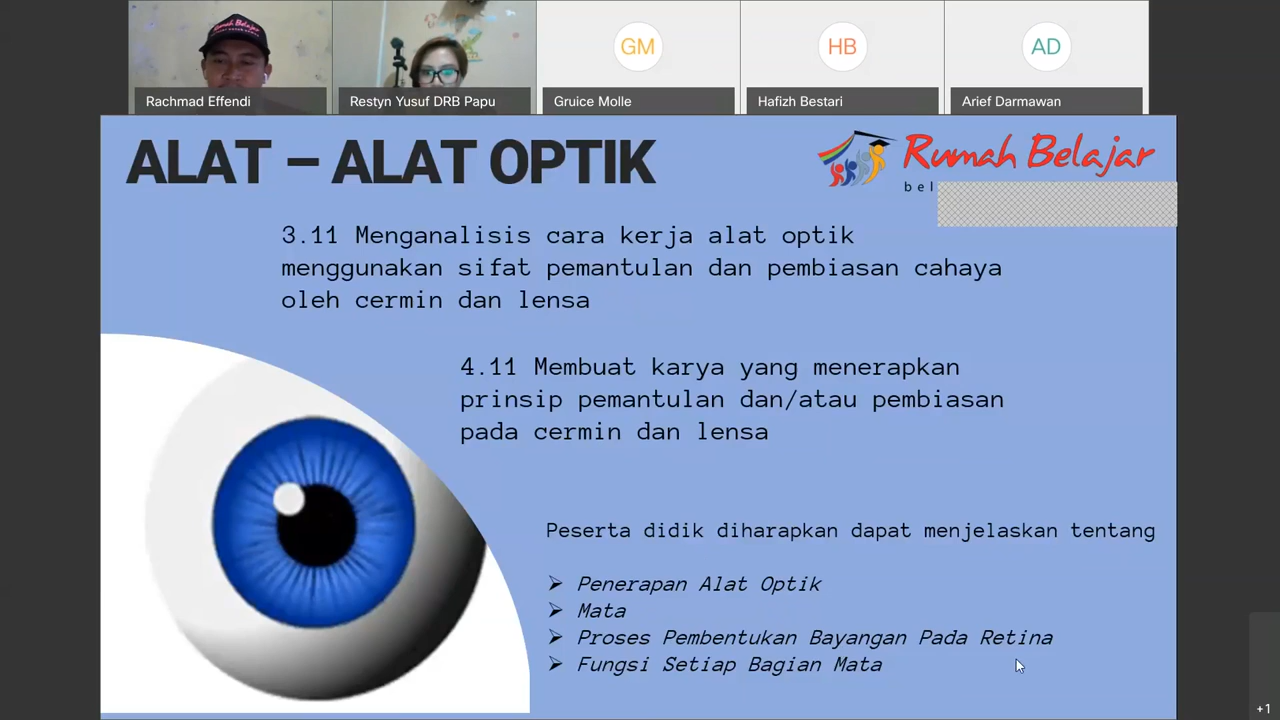 GM
HB
AD
Rachmad Effendi
Restyn Yusuf DRB Papu
Gruice Molle
Hafizh Bestari
Arief Darmawan
ALAT – ALAT OPTIK
Rumah Belajar
3.11 Menganalisis cara kerja alat optik
menggunakan sifat pemantulan dan pembiasan cahaya
oleh cermin dan lensa
4.11 Membuat karya yang menerapkan
prinsip pemantulan dan/atau pembiasan
pada cermin dan lensa
Peserta didik diharapkan dapat menjelaskan tentang
➢ Penerapan Alat Optik
➢ Mata
➢ Proses Pembentukan Bayangan Pada Retina
➢ Fungsi Setiap Bagian Mata
+1